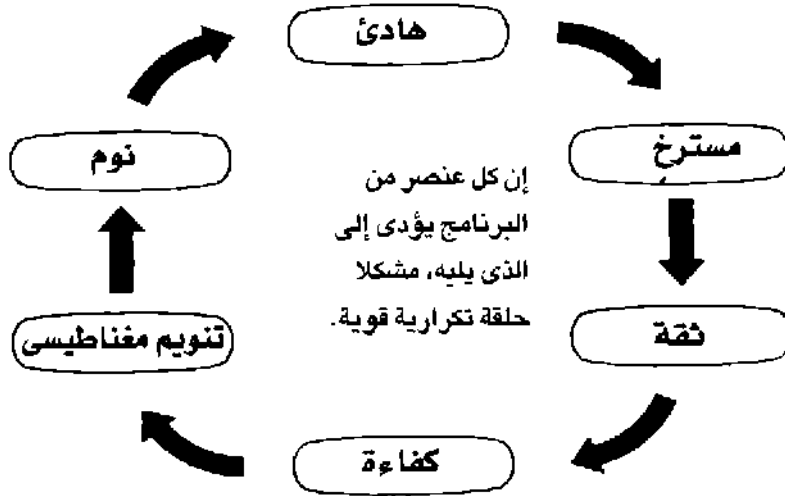 هادئ
مسترخٍ
ثقة
كفاءة
تنويم مغناطيسى
نوم
إن كل عنصر من
البرنامج يؤدى إلى
الذى يليه، مشكلا
حلقة تكرارية قوية.